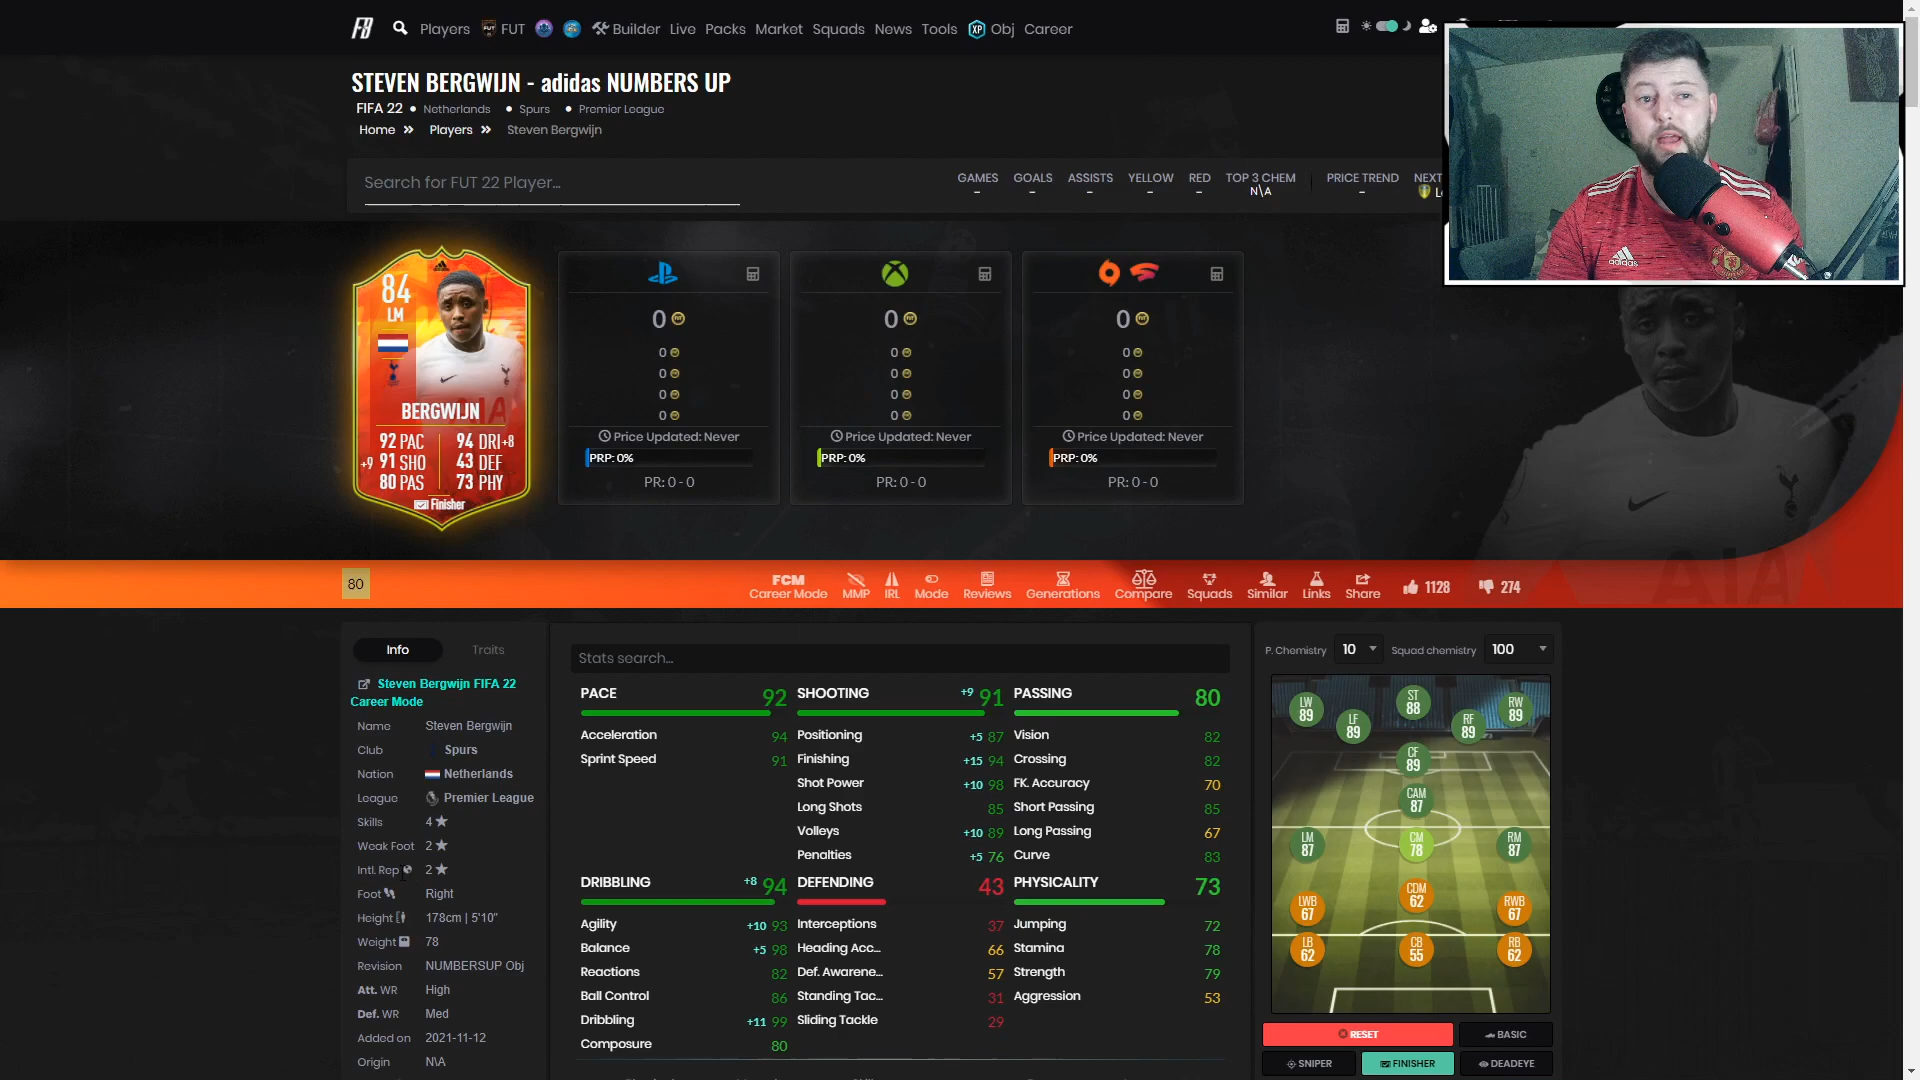 FB Players FUT Builder Live Packs Market Squads News Tools XP Obj Career
STEVEN BERGWIJN - adidas NUMBERS UP
FIFA 22 • Netherlands • Spurs • Premier League
Home » Players » Steven Bergwijn
Search for FUT 22 Player...
GAMES GOALS ASSISTS YELLOW RED TOP 3 CHEM PRICE TREND NEXT
- - - - - N\A -
84
LM
BERGWIJN
92 PAC 94 DRI+8
+9 91 SHO 43 DEF
80 PAS 73 PHY
Finisher
0 0 0
0 0 0
0 0 0
0 0 0
0 0 0
Price Updated: Never Price Updated: Never Price Updated: Never
PRP: 0% PRP: 0% PRP: 0%
PR: 0 - 0 PR: 0 - 0 PR: 0 - 0
adidas
AIA
80
FCM
Career Mode MMP IRL Mode Reviews Generations Compare Squads Similar Links Share 1128 274
Info Traits
Steven Bergwijn FIFA 22
Career Mode
Name Steven Bergwijn
Club Spurs
Nation Netherlands
League Premier League
Skills 4★
Weak Foot 2★
Intl. Rep 2★
Foot Right
Height 178cm | 5'10"
Weight 78
Revision NUMBERSUP Obj
Att. WR High
Def. WR Med
Added on 2021-11-12
Origin N\A
Stats search...
PACE 92
Acceleration 94
Sprint Speed 91
SHOOTING +9 91
Positioning +5 87
Finishing +15 94
Shot Power +10 98
Long Shots 85
Volleys +10 89
Penalties +5 76
PASSING 80
Vision 82
Crossing 82
FK. Accuracy 70
Short Passing 85
Long Passing 67
Curve 83
DRIBBLING +8 94
Agility +10 93
Balance +5 98
Reactions 82
Ball Control 86
Dribbling +11 99
Composure 80
DEFENDING 43
Interceptions 37
Heading Acc... 66
Def. Awarene... 57
Standing Tac... 31
Sliding Tackle 29
PHYSICALITY 73
Jumping 72
Stamina 78
Strength 79
Aggression 53
P. Chemistry 10 Squad chemistry 100
LW 89
ST 88
RW 89
LF 89
RF 89
CF 89
CAM 87
LM 87
CM 78
RM 87
LWB 67
CDM 62
RWB 67
LB 62
CB 55
RB 62
RESET BASIC
SNIPER FINISHER DEADEYE